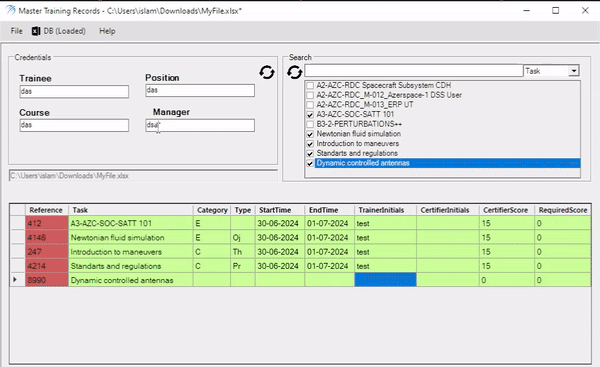 Master Training Records - C:\Users\islam\Downloads\MyFile.xlsx*
File DB (Loaded) Help
Credentials
Trainee Position
das das
Course Manager
das dsa
C:\Users\islam\Downloads\MyFile.xlsx
Search
Task
A2-AZC-RDC Spacecraft Subsystem CDH
A2-AZC-RDC_M-012_Azerspace-1 DSS User
A2-AZC-RDC_M-013_ERP UT
A3-AZC-SOC-SATT 101
B3-2-PERTURBATIONS++
Newtonian fluid simulation
Introduction to maneuvers
Standarts and regulations
Dynamic controlled antennas
Reference Task Category Type StartTime EndTime TrainerInitials CertifierInitials CertifierScore RequiredScore
412 A3-AZC-SOC-SATT 101 E 30-06-2024 01-07-2024 test 15 0
4146 Newtonian fluid simulation E Oj 30-06-2024 01-07-2024 test 15 0
247 Introduction to maneuvers C Th 30-06-2024 01-07-2024 test 15 0
4214 Standarts and regulations C Pr 30-06-2024 01-07-2024 test 15 0
8990 Dynamic controlled antennas 0 0